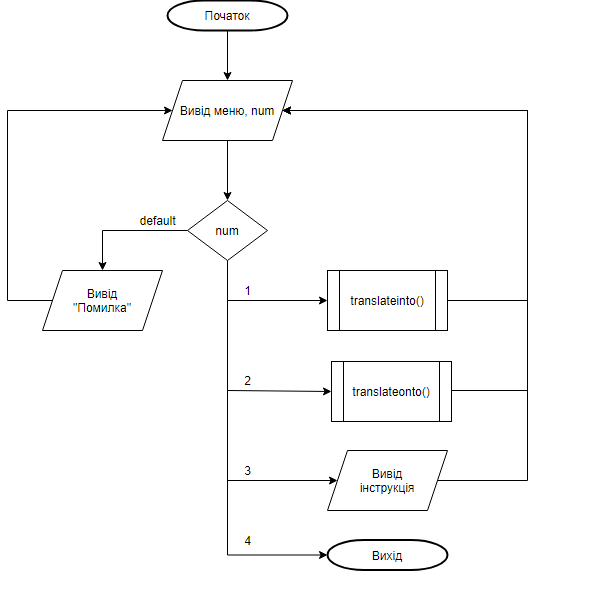 Початок
Вивід меню, num
default
num
Вивід
"Помилка"
1
translateinto()
2
translateonto()
3
Вивід
інструкція
4
Вихід